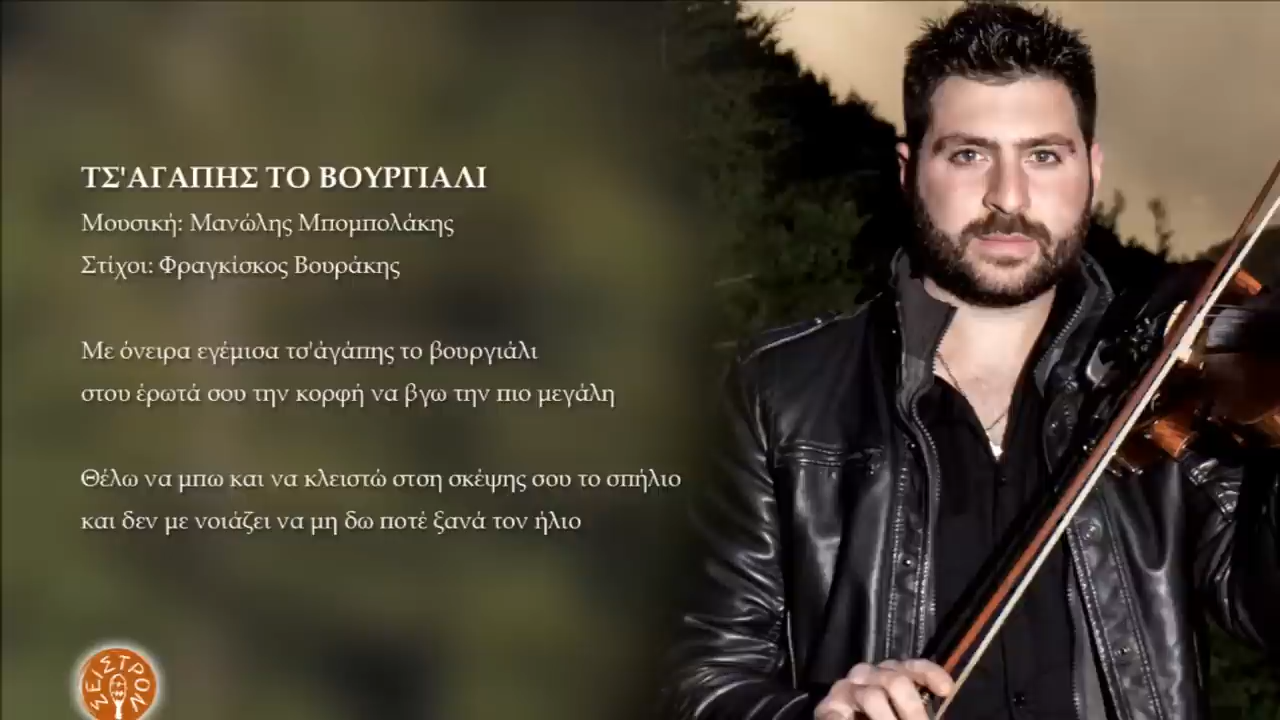 ΤΣ'ΑΓΑΠΗΣ ΤΟ ΒΟΥΡΓΙΑΛΙ
Μουσική: Μανώλης Μπομπολάκης
Στίχοι: Φραγκίσκος Βουράκης
Με όνειρα εγέμισα τσ'άγάπης το βουργιάλι
στου έρωτά σου την κορφή να βγω την πιο μεγάλη
Θέλω να μπω και να κλειστώ στση σκέψης σου το σπήλιο
και δεν με νοιάζει να μη δω ποτέ ξανά τον ήλιο
ΣΕΙΣΤΡΟΝ